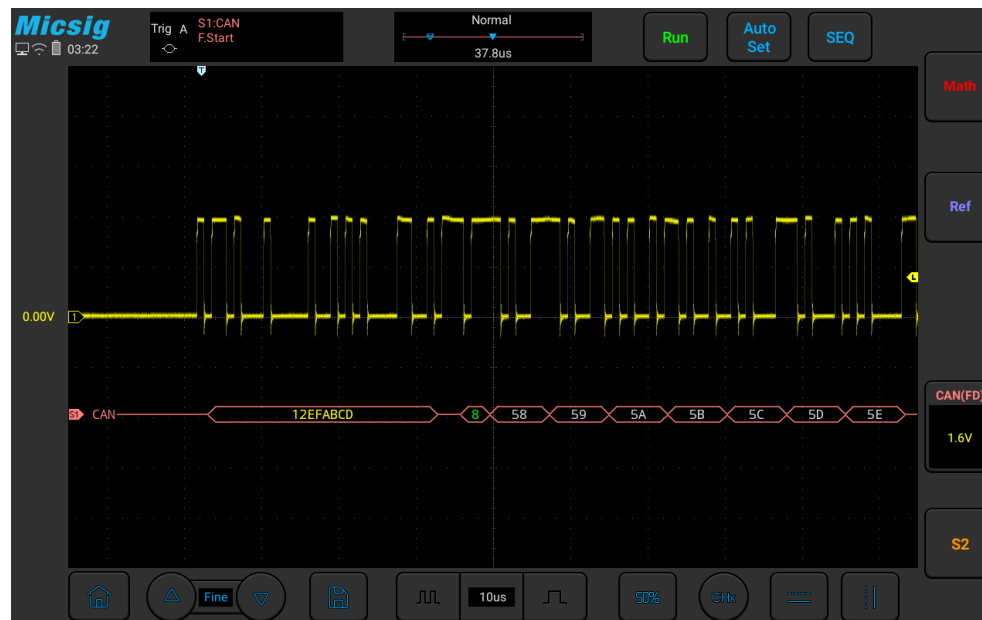 Micsig
03:22
Trig A S1:CAN
F.Start
Normal
37.8us
Run
Auto
Set
SEQ
T
Math
Ref
L
0.00V
1
S1 CAN
12EFABCD
8
58
59
5A
5B
5C
5D
5E
CAN(FD)
1.6V
S2
Fine
10us
50%
CHx